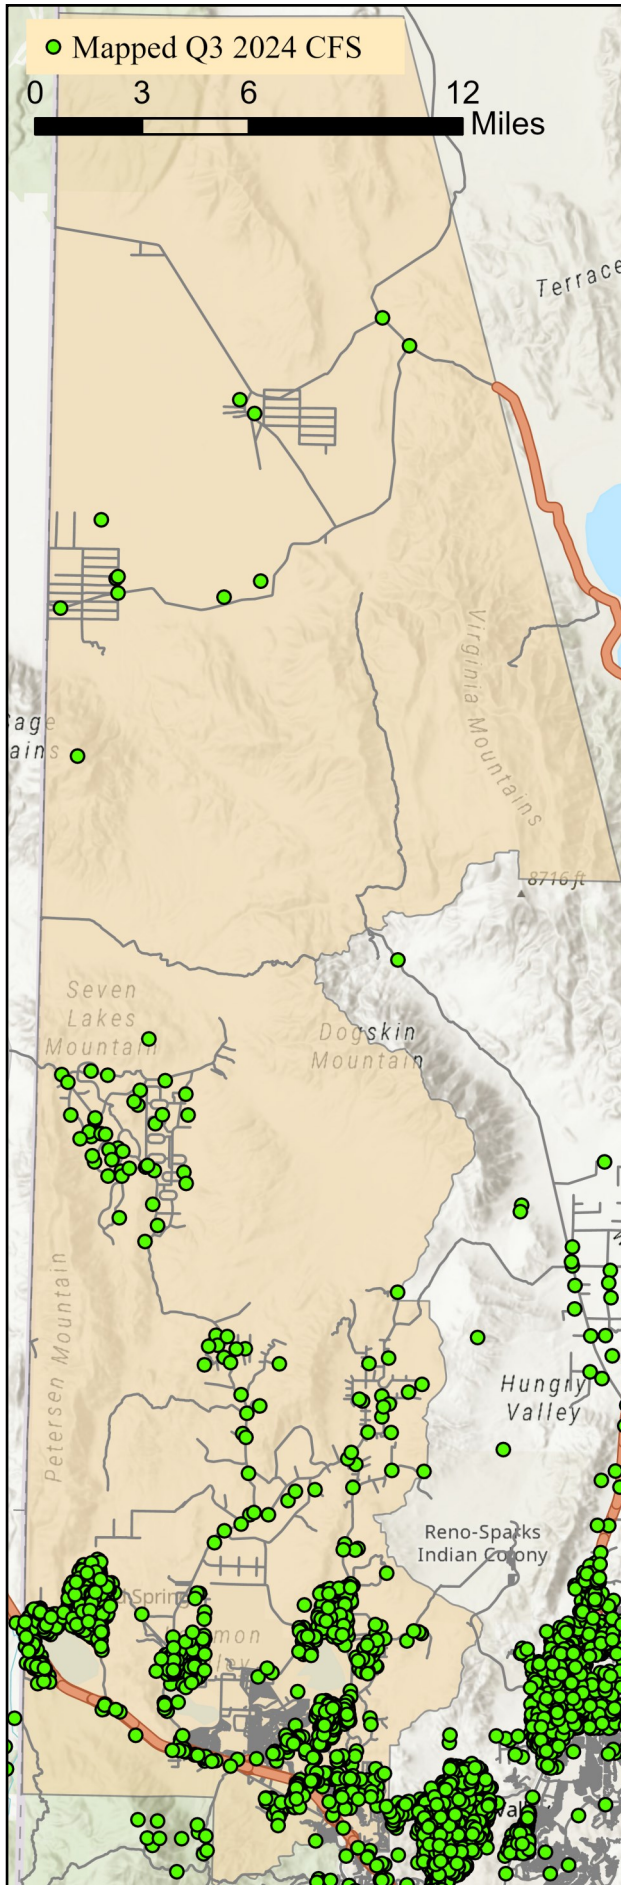 Mapped Q3 2024 CFS
0 3 6 12
Miles
Terrace
Virginia Mountains
8716 ft
Seven
Lakes
Mountain
Dogskin
Mountain
Petersen Mountain
Hungry
Valley
Reno-Sparks
Indian Colony